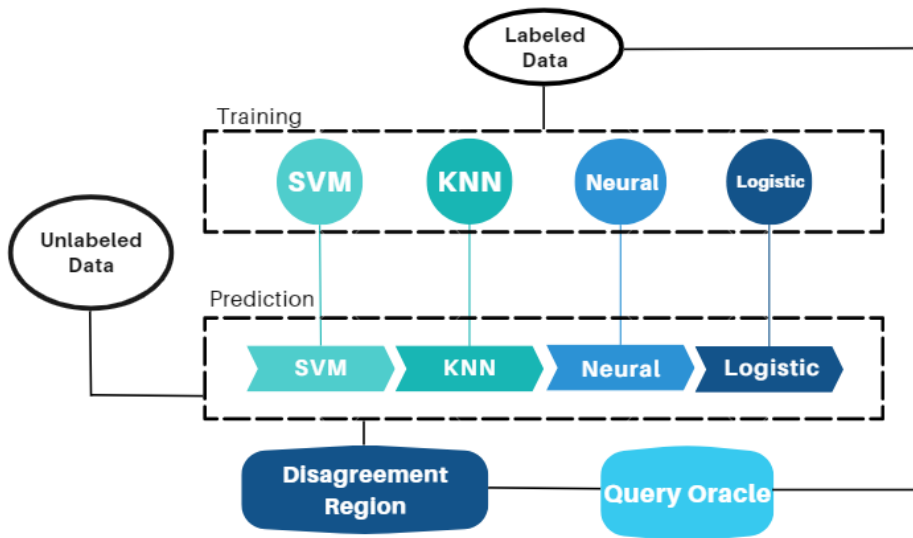 Labeled
Data
Training
SVM
KNN
Neural
Logistic
Unlabeled
Data
Prediction
SVM
KNN
Neural
Logistic
Disagreement
Region
Query Oracle